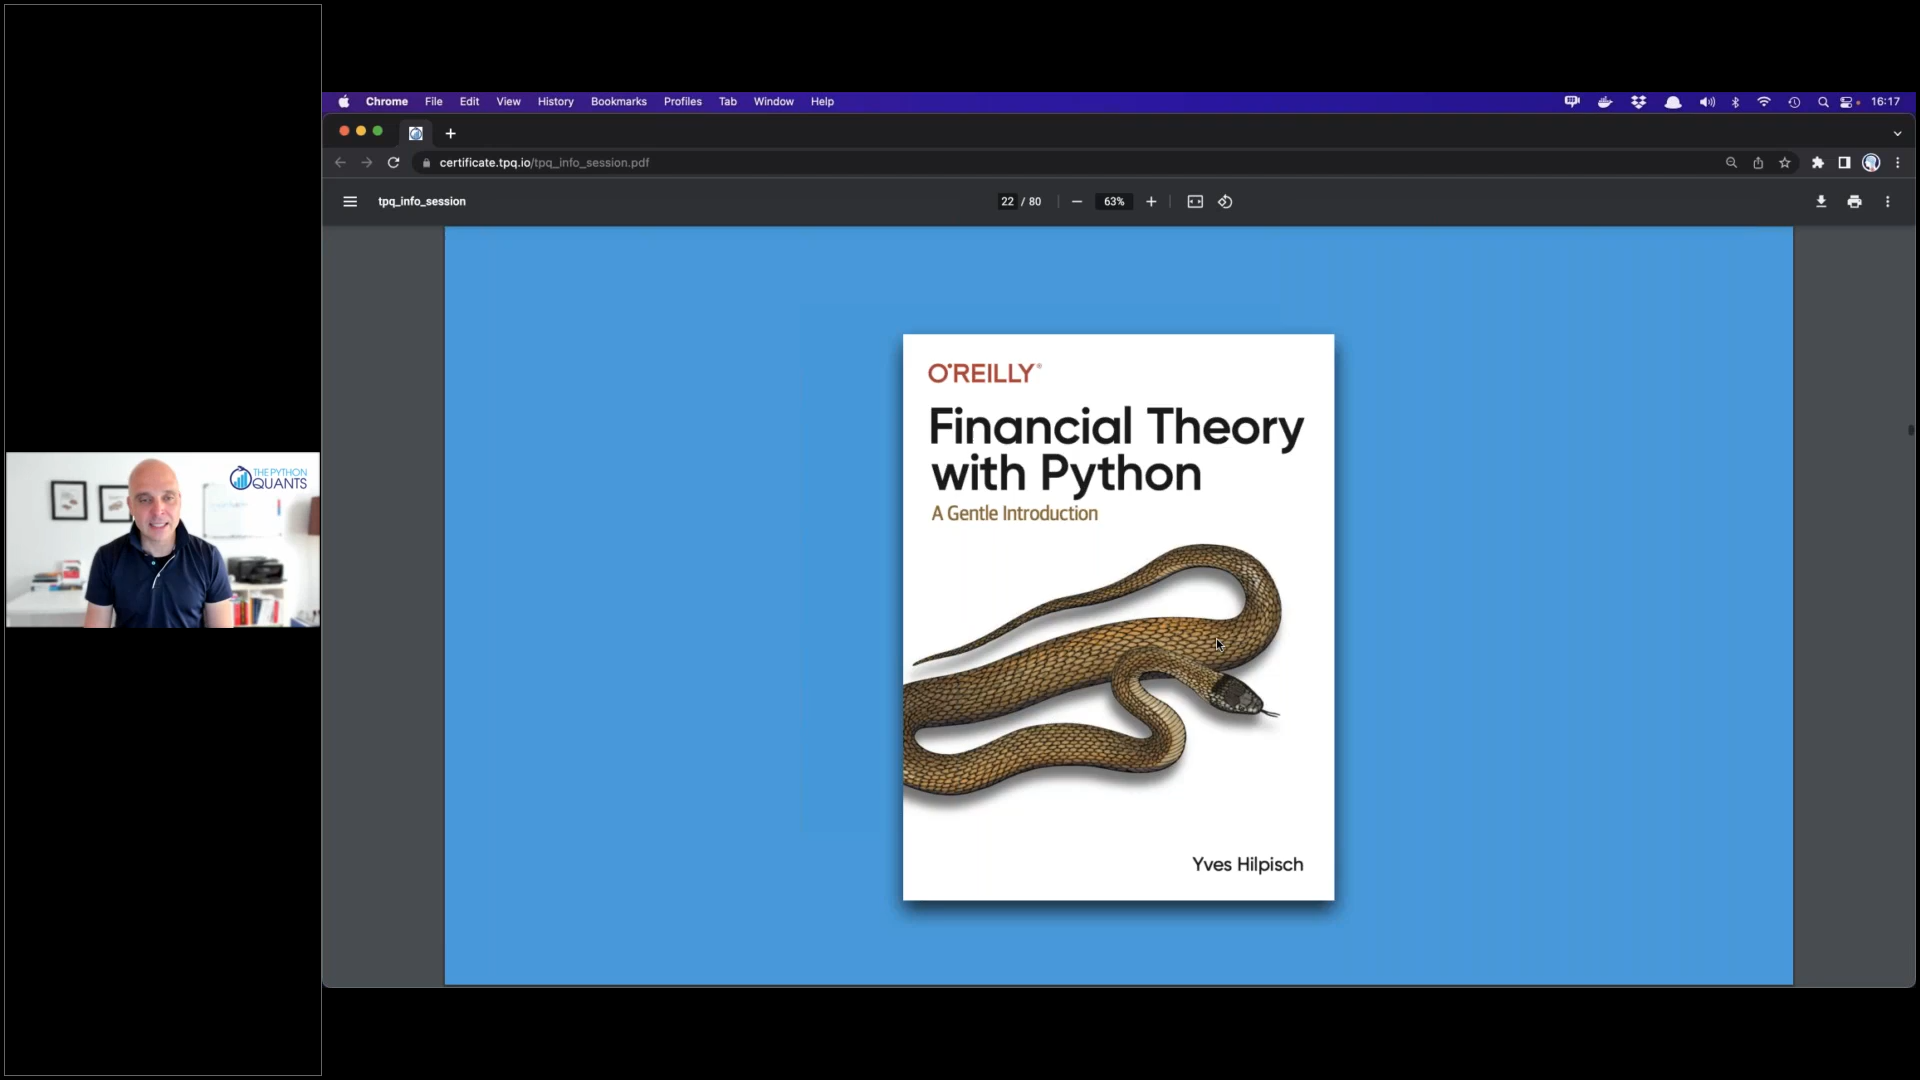 Chrome File Edit View History Bookmarks Profiles Tab Window Help 16:17
certificate.tpq.io/tpq_info_session.pdf
tpq_info_session 22 / 80 63%
THE PYTHON
QUANTS
O'REILLY®
Financial Theory
with Python
A Gentle Introduction
Yves Hilpisch